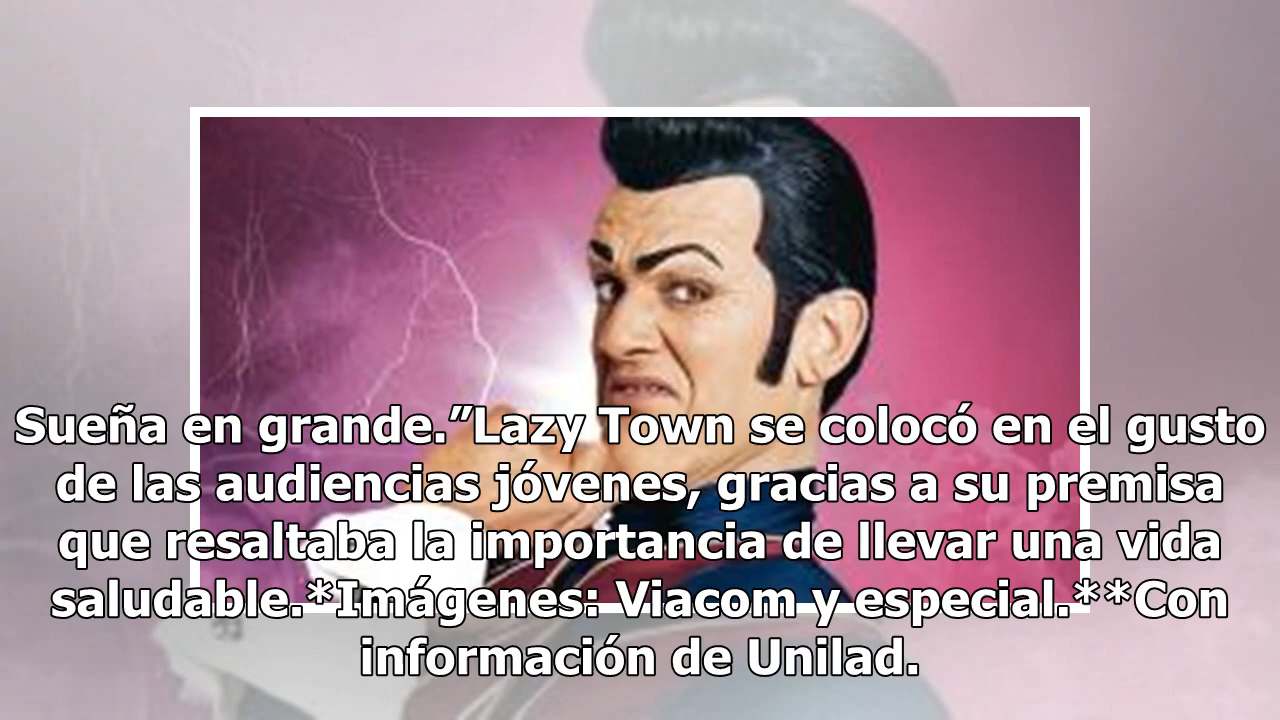 Sueña en grande.”Lazy Town se colocó en el gusto
de las audiencias jóvenes, gracias a su premisa
que resaltaba la importancia de llevar una vida
saludable.*Imágenes: Viacom y especial.**Con
información de Unilad.